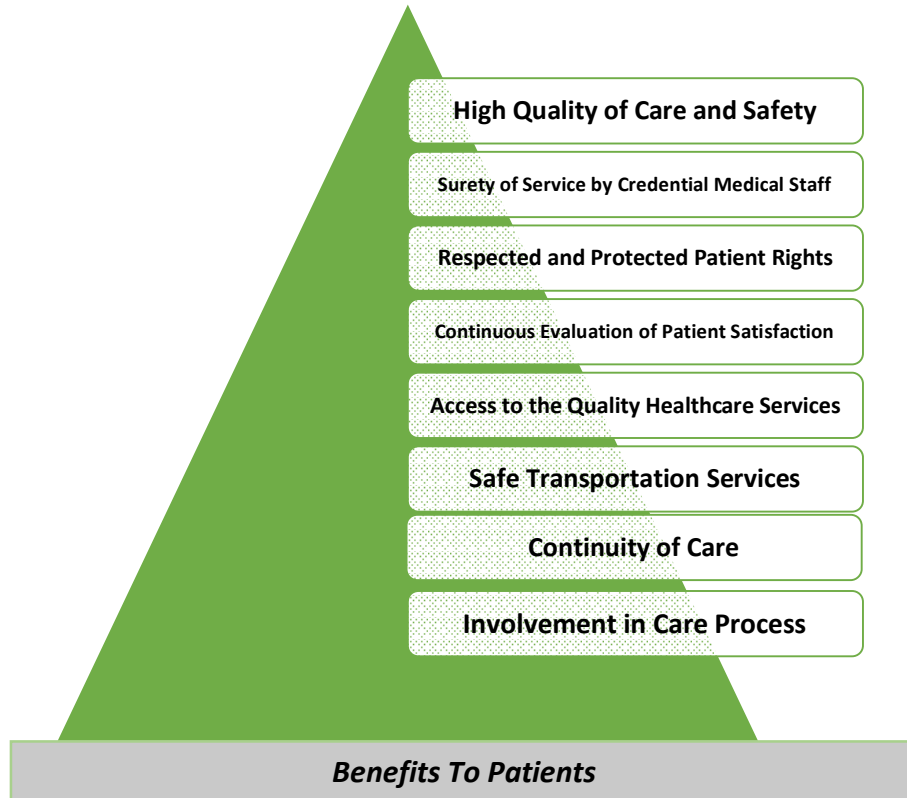 High Quality of Care and Safety
Surety of Service by Credential Medical Staff
Respected and Protected Patient Rights
Continuous Evaluation of Patient Satisfaction
Access to the Quality Healthcare Services
Safe Transportation Services
Continuity of Care
Involvement in Care Process
Benefits To Patients